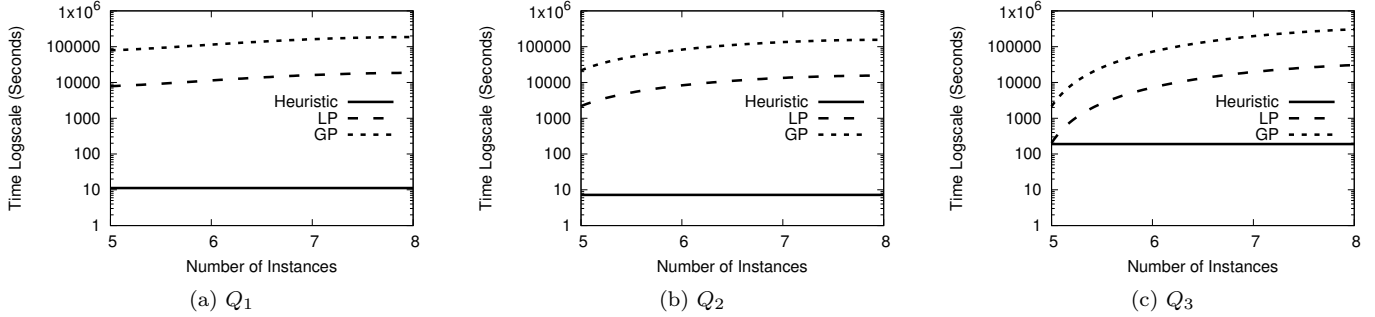 Time Logscale (Seconds)
1x10^6
100000
10000
1000
100
10
1
5 6 7 8
Number of Instances
Heuristic
LP
GP
(a) Q_1
Time Logscale (Seconds)
1x10^6
100000
10000
1000
100
10
1
5 6 7 8
Number of Instances
Heuristic
LP
GP
(b) Q_2
Time Logscale (Seconds)
1x10^6
100000
10000
1000
100
10
1
5 6 7 8
Number of Instances
Heuristic
LP
GP
(c) Q_3